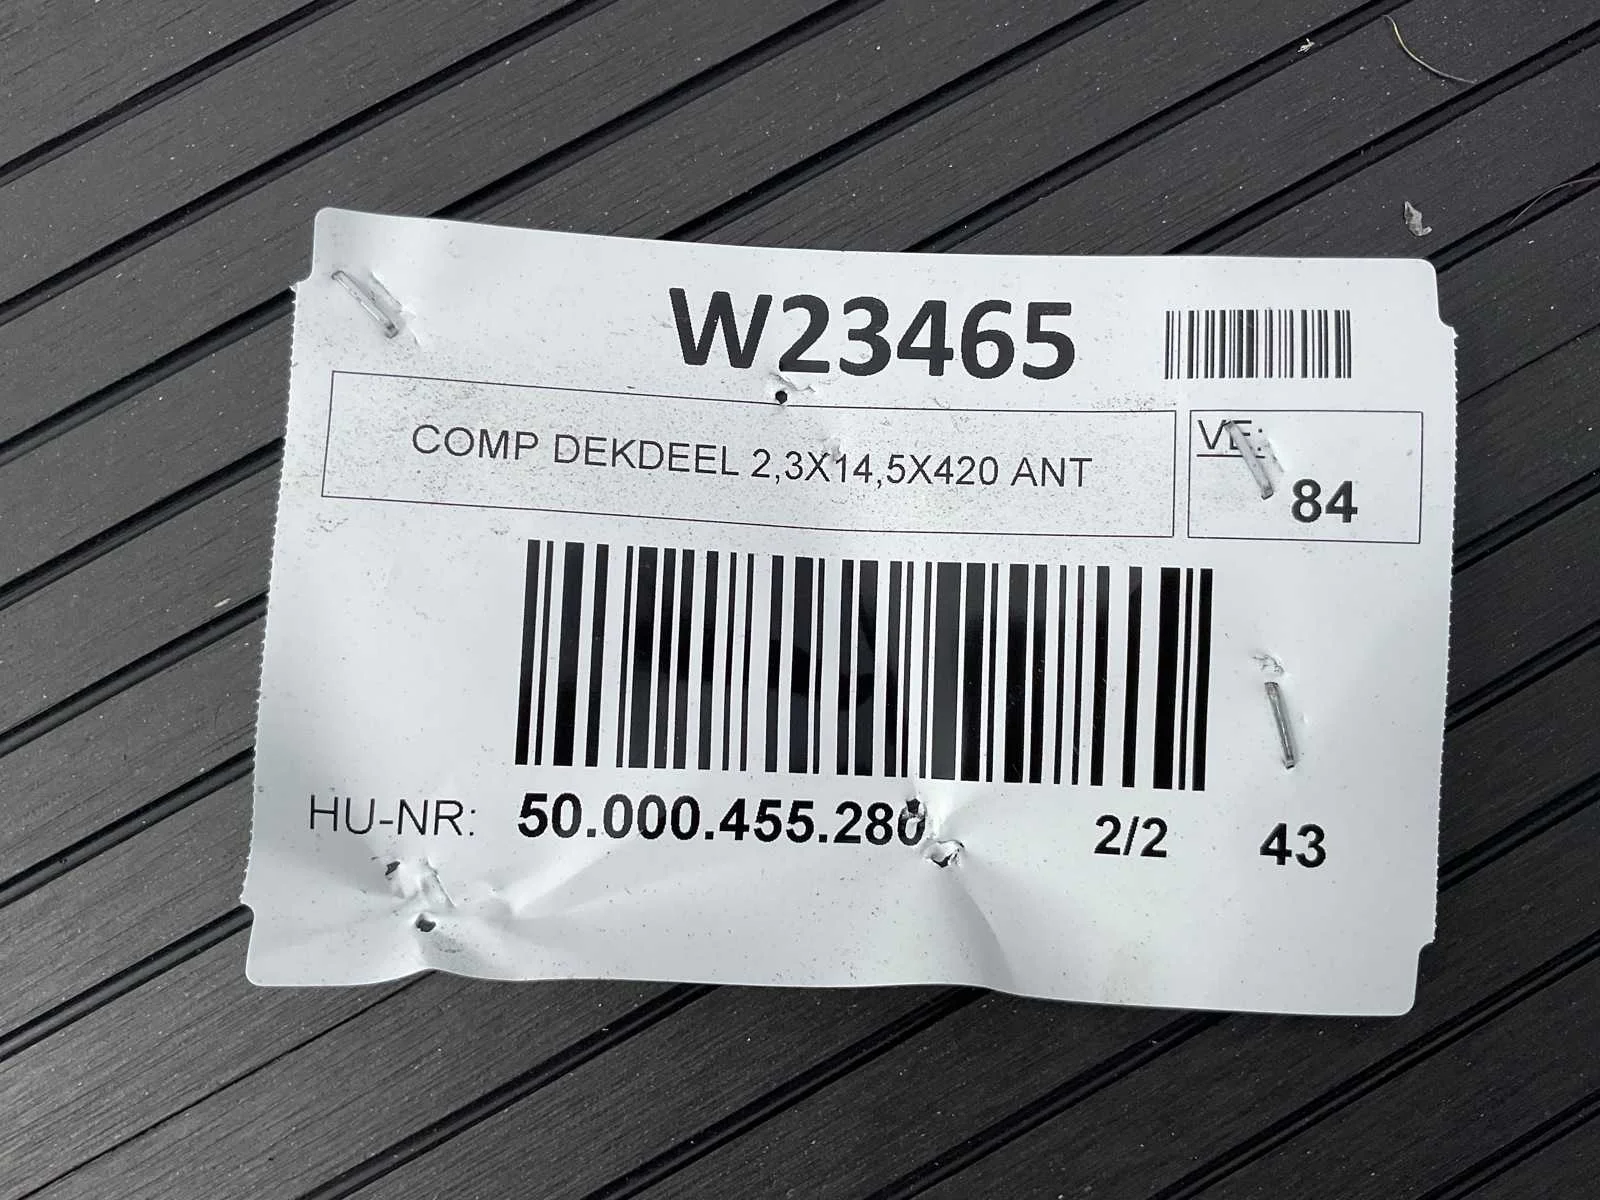 W23465
COMP DEKDEEL 2,3X14,5X420 ANT
VE:
84
HU-NR: 50.000.455.280 2/2 43